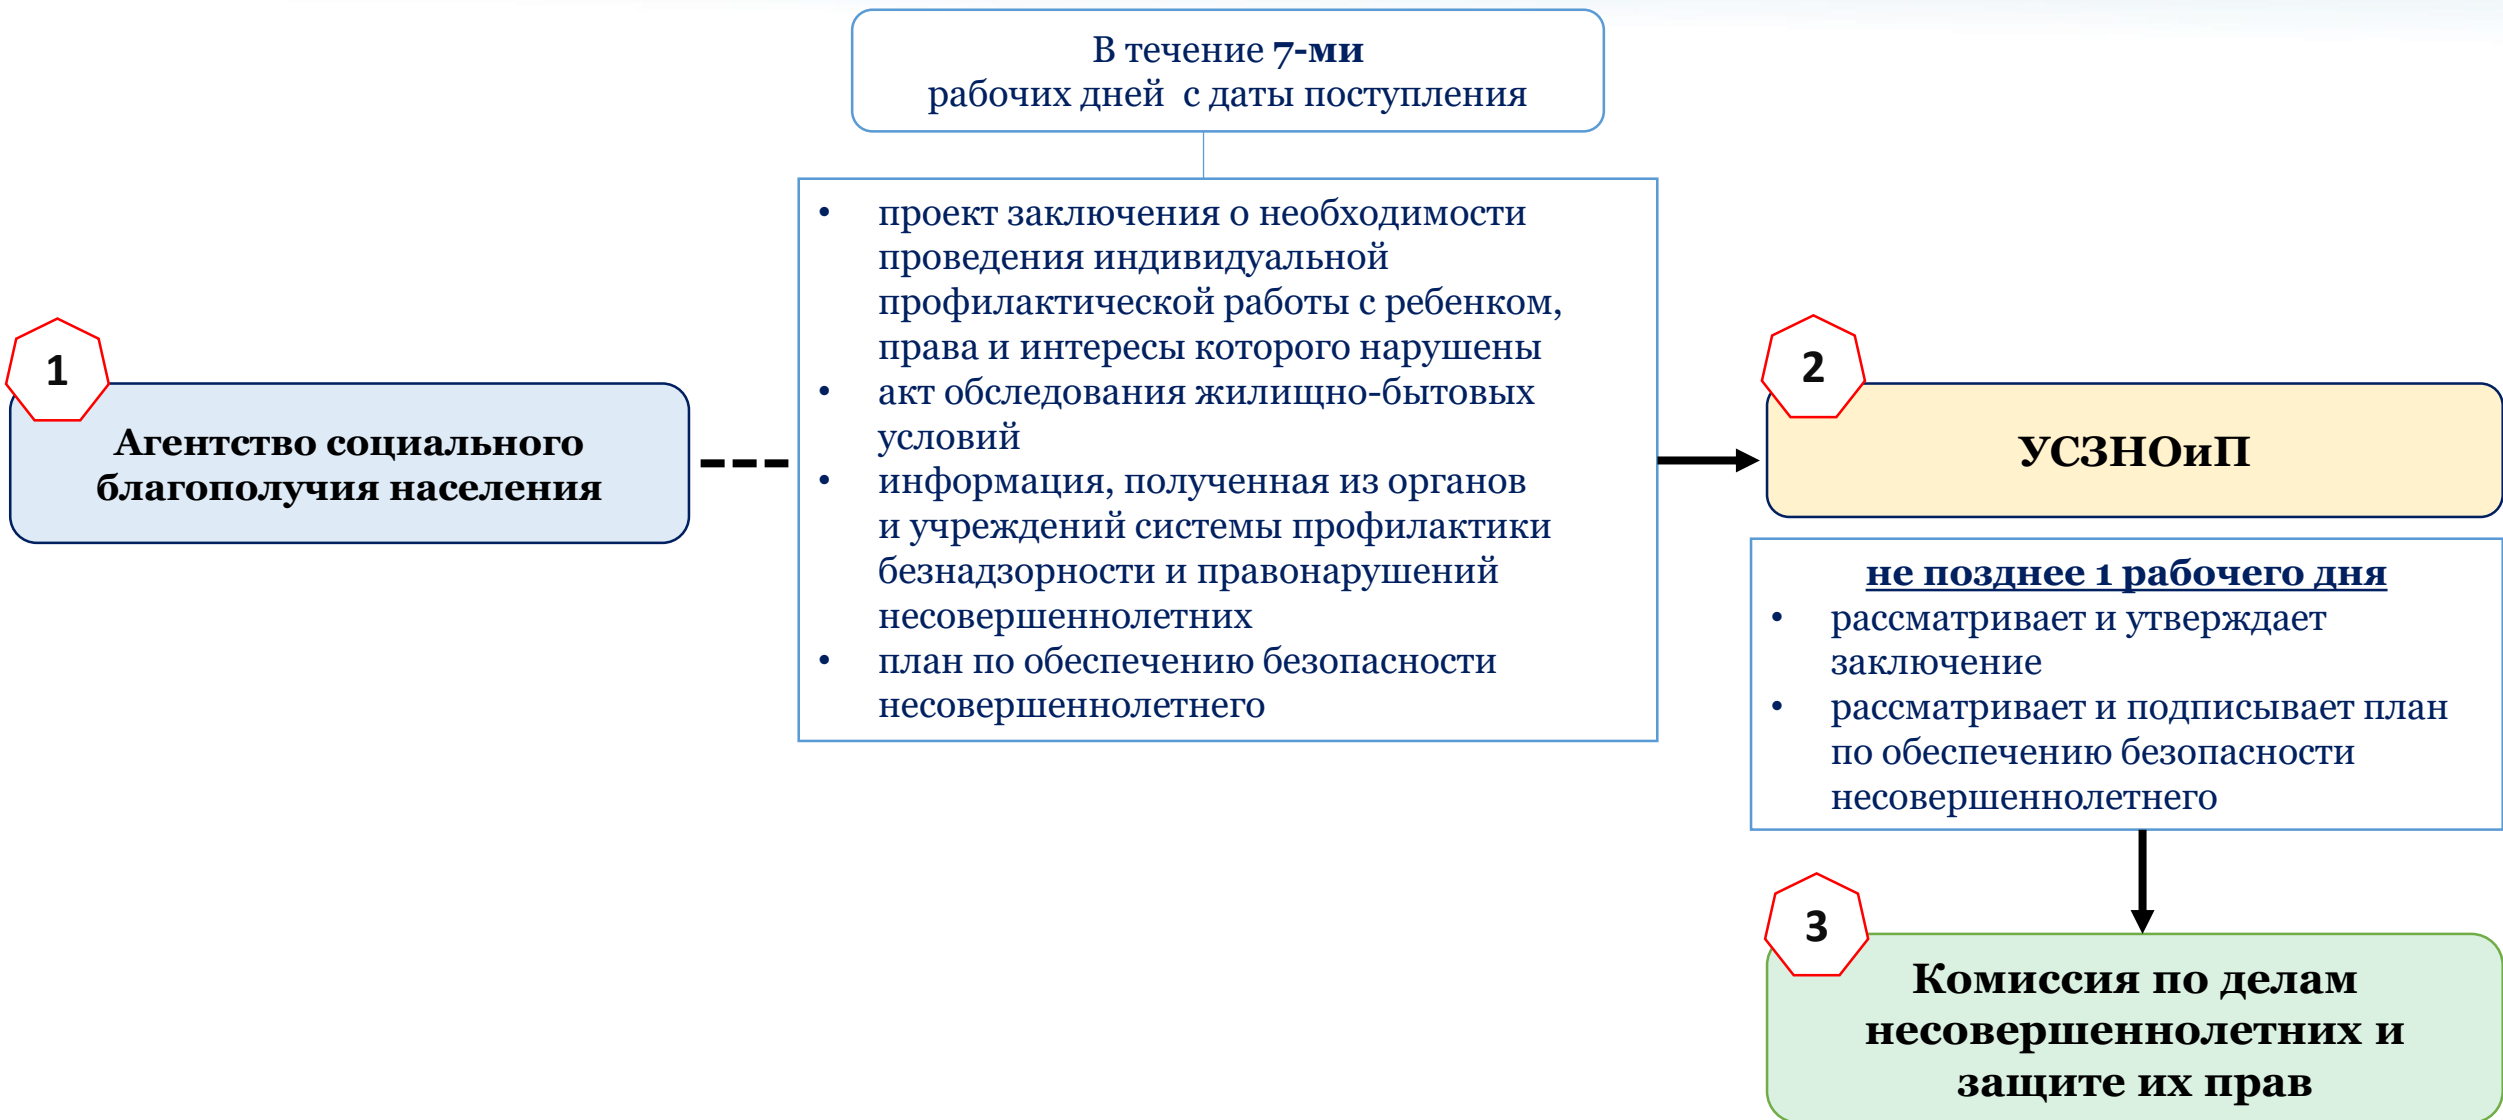 В течение 7-ми
рабочих дней с даты поступления
• проект заключения о необходимости
проведения индивидуальной
профилактической работы с ребенком,
права и интересы которого нарушены
• акт обследования жилищно-бытовых
условий
• информация, полученная из органов
и учреждений системы профилактики
безнадзорности и правонарушений
несовершеннолетних
• план по обеспечению безопасности
несовершеннолетнего
1
Агентство социального
благополучия населения
2
УСЗНОиП
не позднее 1 рабочего дня
• рассматривает и утверждает
заключение
• рассматривает и подписывает план
по обеспечению безопасности
несовершеннолетнего
3
Комиссия по делам
несовершеннолетних и
защите их прав